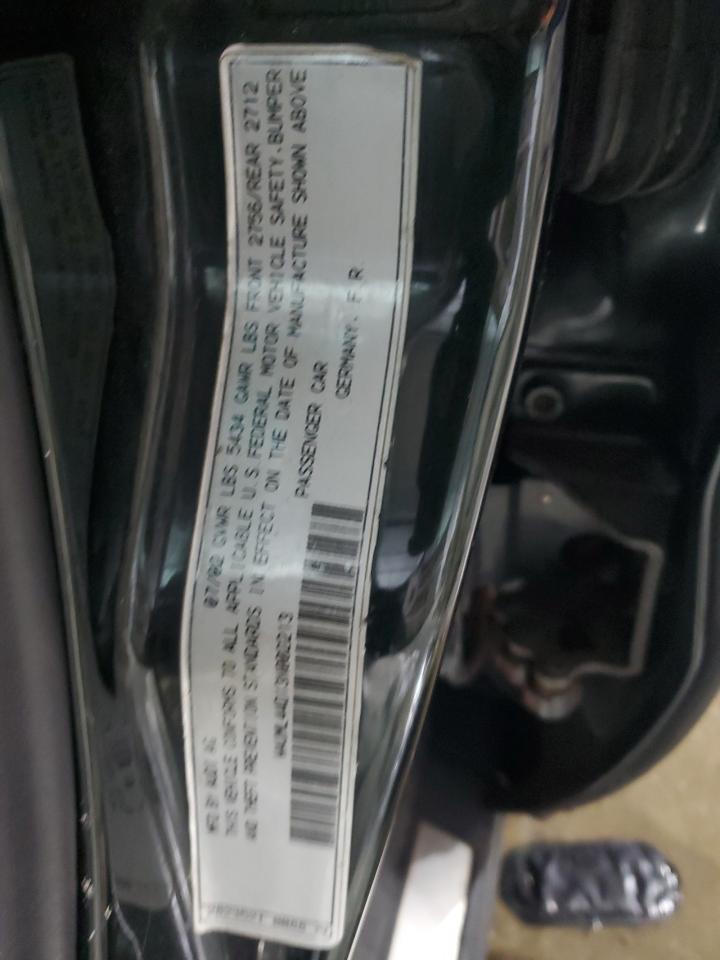 MFD BY AUDI AG 07/02 GVWR LBS 5434 GAWR LBS FRONT 2756/REAR 2712
THIS VEHICLE CONFORMS TO ALL APPLICABLE U.S. FEDERAL MOTOR VEHICLE SAFETY, BUMPER
AND THEFT PREVENTION STANDARDS IN EFFECT ON THE DATE OF MANUFACTURE SHOWN ABOVE
PASSENGER CAR
GERMANY, F.R.